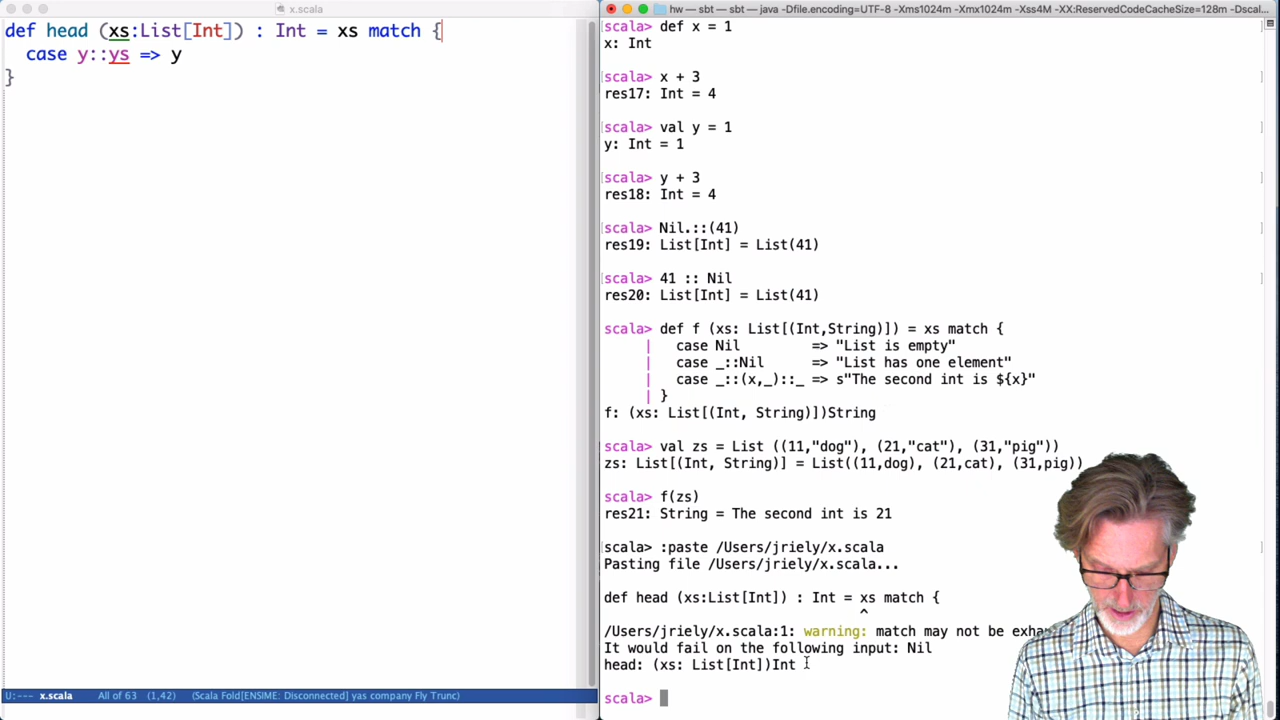 x.scala
def head (xs:List[Int]) : Int = xs match {
  case y::ys => y
}
U:--- x.scala All of 63 (1,42) (Scala Fold[ENSIME: Disconnected] yas company Fly Trunc)
hw — sbt — sbt — java -Dfile.encoding=UTF-8 -Xms1024m -Xmx1024m -Xss4M -XX:ReservedCodeCacheSize=128m -Dscal...
scala> def x = 1
x: Int
scala> x + 3
res17: Int = 4
scala> val y = 1
y: Int = 1
scala> y + 3
res18: Int = 4
scala> Nil.::(41)
res19: List[Int] = List(41)
scala> 41 :: Nil
res20: List[Int] = List(41)
scala> def f (xs: List[(Int,String)]) = xs match {
     |   case Nil         => "List is empty"
     |   case _::Nil      => "List has one element"
     |   case _::(x,_)::_ => s"The second int is ${x}"
     | }
f: (xs: List[(Int, String)])String
scala> val zs = List ((11,"dog"), (21,"cat"), (31,"pig"))
zs: List[(Int, String)] = List((11,dog), (21,cat), (31,pig))
scala> f(zs)
res21: String = The second int is 21
scala> :paste /Users/jriely/x.scala
Pasting file /Users/jriely/x.scala...
def head (xs:List[Int]) : Int = xs match {
^
/Users/jriely/x.scala:1: warning: match may not be
It would fail on the following input: Nil
head: (xs: List[Int])Int
scala>